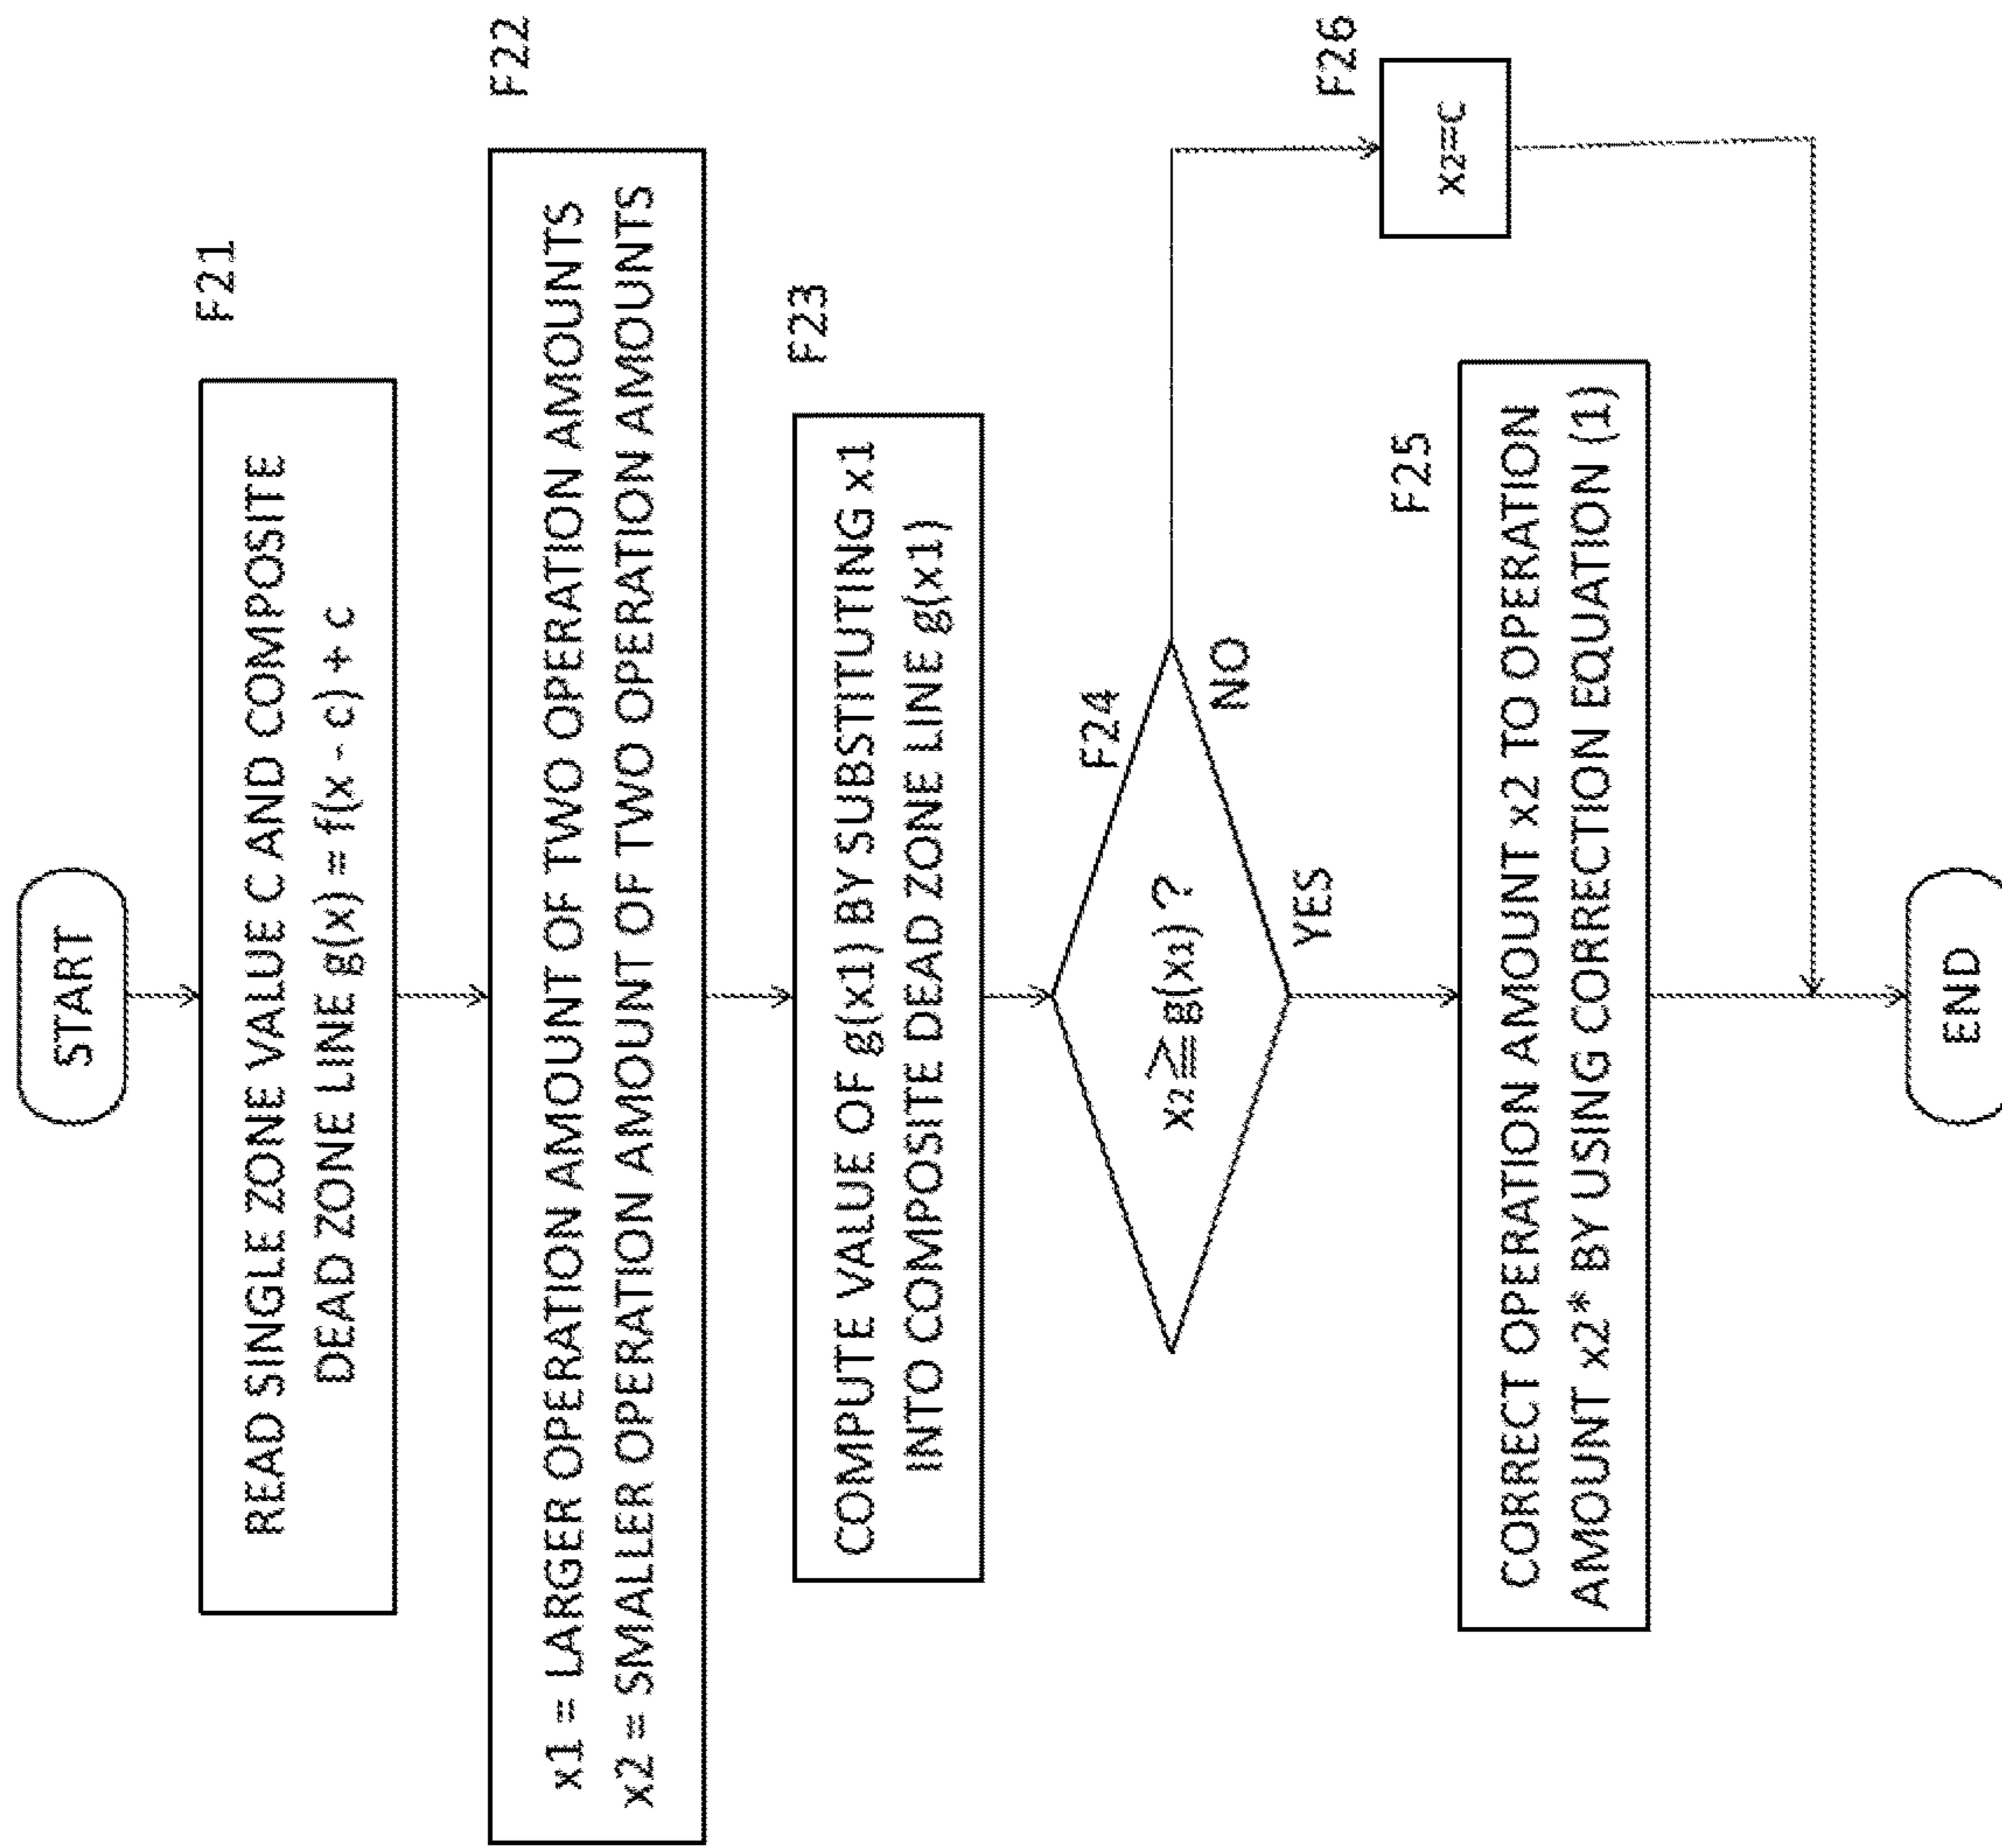 START
F21
READ SINGLE ZONE VALUE C AND COMPOSITE
DEAD ZONE LINE g(x) = f(x - c) + c
F22
x1 = LARGER OPERATION AMOUNT OF TWO OPERATION AMOUNTS
x2 = SMALLER OPERATION AMOUNT OF TWO OPERATION AMOUNTS
F23
COMPUTE VALUE OF g(x1) BY SUBSTITUTING x1
INTO COMPOSITE DEAD ZONE LINE g(x1)
F24
x2≧g(x1) ?
NO
YES
F26
x2=C
F25
CORRECT OPERATION AMOUNT x2 TO OPERATION
AMOUNT x2* BY USING CORRECTION EQUATION (1)
END